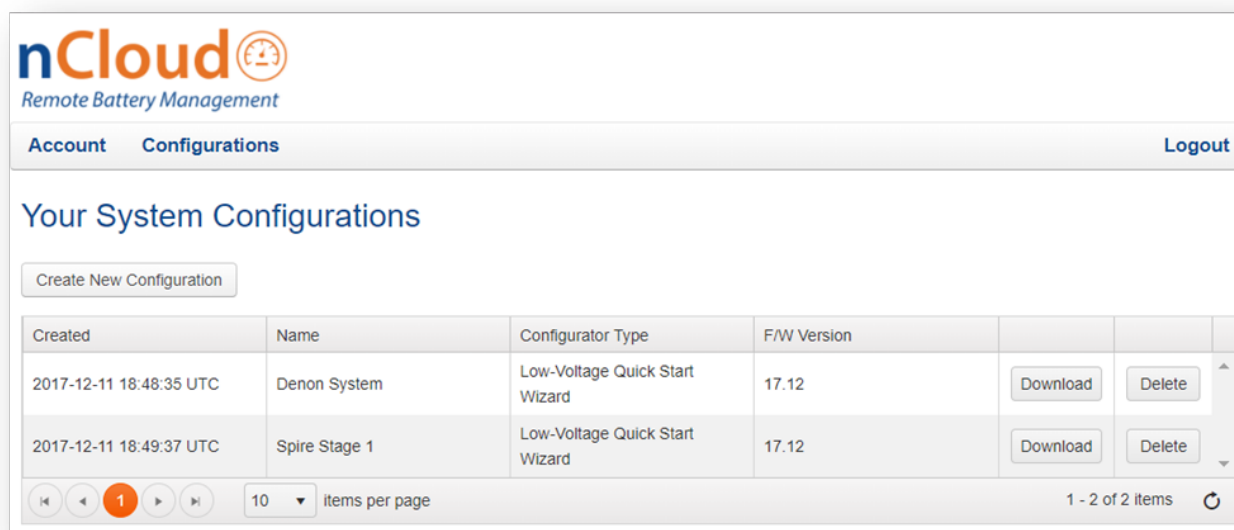 nCloud
Remote Battery Management
Account Configurations Logout
Your System Configurations
Create New Configuration
Created Name Configurator Type F/W Version
2017-12-11 18:48:35 UTC Denon System Low-Voltage Quick Start Wizard 17.12 Download Delete
2017-12-11 18:49:37 UTC Spire Stage 1 Low-Voltage Quick Start Wizard 17.12 Download Delete
1 10 items per page 1 - 2 of 2 items